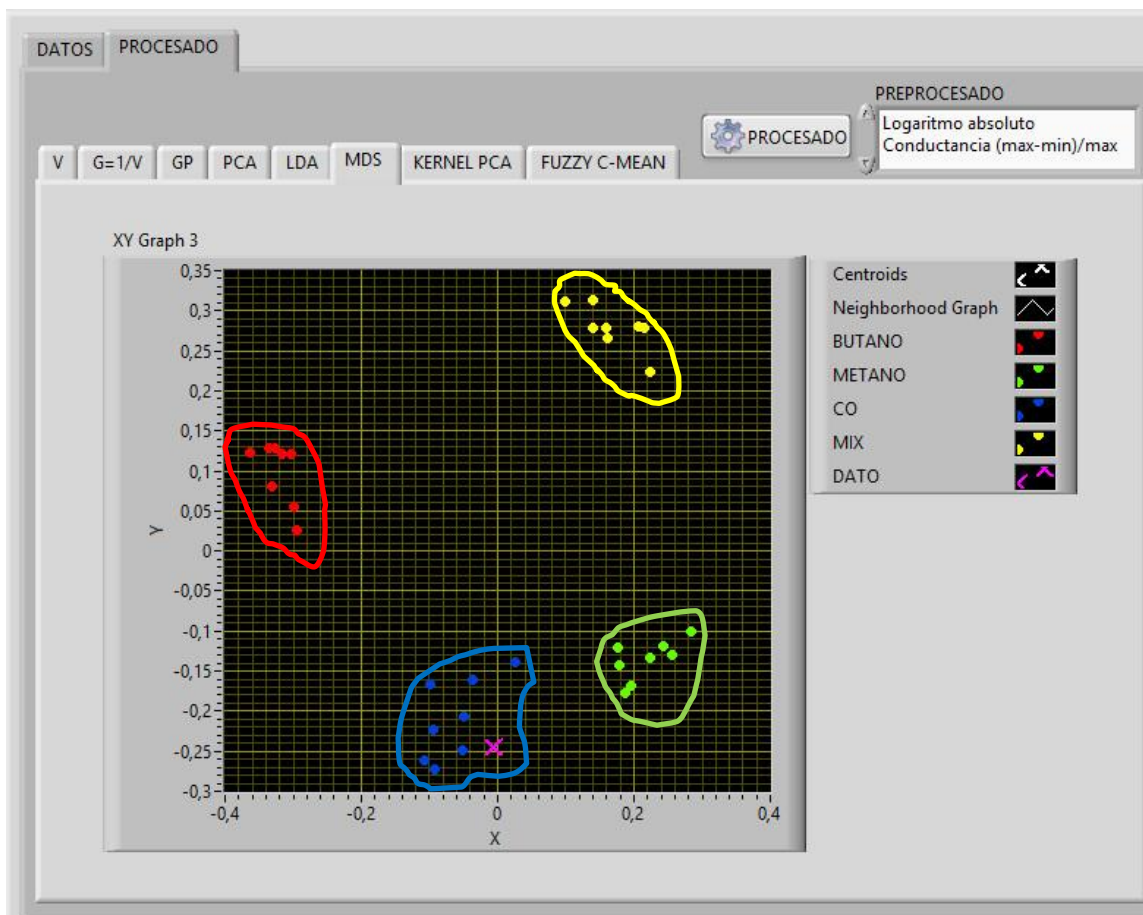 DATOS
PROCESADO
PREPROCESADO
PROCESADO
Logaritmo absoluto
Conductancia (max-min)/max
V
G=1/V
GP
PCA
LDA
MDS
KERNEL PCA
FUZZY C-MEAN
XY Graph 3
0,35
0,3
0,25
0,2
0,15
0,1
0,05
0
-0,05
-0,1
-0,15
-0,2
-0,25
-0,3
Y
-0,4
-0,2
0
0,2
0,4
X
Centroids
Neighborhood Graph
BUTANO
METANO
CO
MIX
DATO